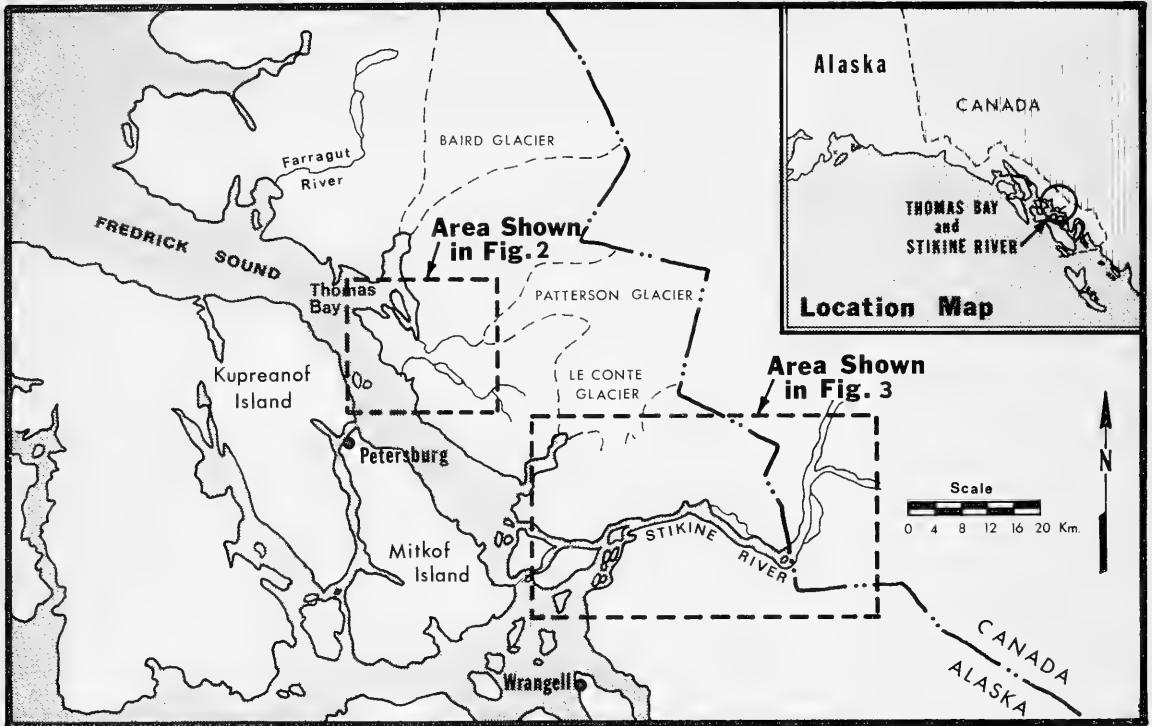 Alaska
CANADA
THOMAS BAY
and
STIKINE RIVER
Location Map
BAIRD GLACIER
Farragut
River
FREDRICK SOUND
Area Shown
in Fig. 2
Thomas
Bay
PATTERSON GLACIER
Kupreanof
Island
LE CONTE
GLACIER
Area Shown
in Fig. 3
Petersburg
N
Scale
0 4 8 12 16 20 Km.
STIKINE RIVER
Mitkof
Island
CANADA
ALASKA
Wrangell